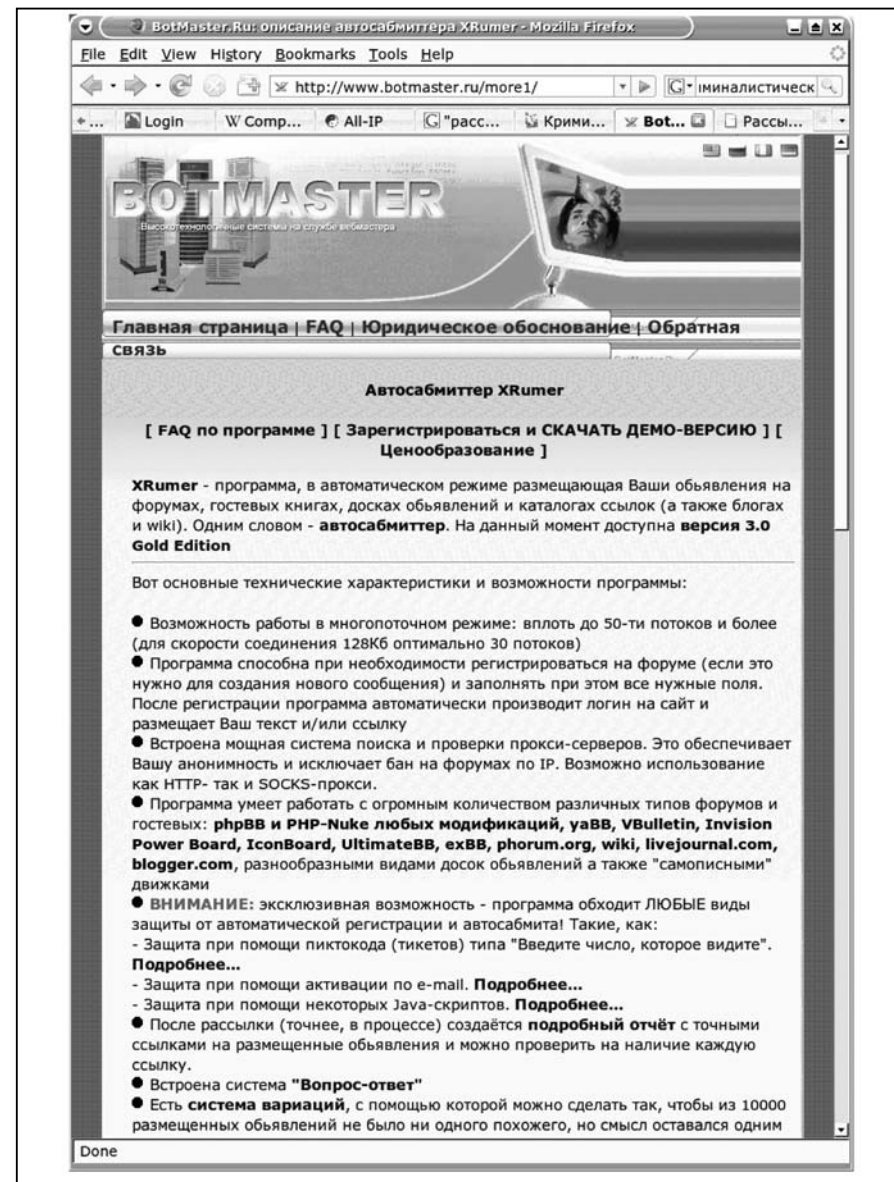 BotMaster.Ru: описание автосабмиттера XRumer - Mozilla Firefox
File Edit View History Bookmarks Tools Help
http://www.botmaster.ru/more1/ G иминалистическ
... Login W Comp... All-IP G "расс... Крими... Bot... Рассы...
BOTMASTER
Высокотехнологичные системы на службе вебмастера
Главная страница | FAQ | Юридическое обоснование | Обратная
связь
Автосабмиттер XRumer
[ FAQ по программе ] [ Зарегистрироваться и СКАЧАТЬ ДЕМО-ВЕРСИЮ ] [
Ценообразование ]
XRumer - программа, в автоматическом режиме размещающая Ваши обьявления на
форумах, гостевых книгах, досках обьявлений и каталогах ссылок (а также блогах
и wiki). Одним словом - автосабмиттер. На данный момент доступна версия 3.0
Gold Edition
Вот основные технические характеристики и возможности программы:
● Возможность работы в многопоточном режиме: вплоть до 50-ти потоков и более
(для скорости соединения 128Кб оптимально 30 потоков)
● Программа способна при необходимости регистрироваться на форуме (если это
нужно для создания нового сообщения) и заполнять при этом все нужные поля.
После регистрации программа автоматически производит логин на сайт и
размещает Ваш текст и/или ссылку
● Встроена мощная система поиска и проверки прокси-серверов. Это обеспечивает
Вашу анонимность и исключает бан на форумах по IP. Возможно использование
как HTTP- так и SOCKS-прокси.
● Программа умеет работать с огромным количеством различных типов форумов и
гостевых: phpBB и PHP-Nuke любых модификаций, yaBB, VBulletin, Invision
Power Board, IconBoard, UltimateBB, exBB, phorum.org, wiki, livejournal.com,
blogger.com, разнообразными видами досок обьявлений а также "самописными"
движками
● ВНИМАНИЕ: эксклюзивная возможность - программа обходит ЛЮБЫЕ виды
защиты от автоматической регистрации и автосабмита! Такие, как:
- Защита при помощи пиктокода (тикетов) типа "Введите число, которое видите".
Подробнее...
- Защита при помощи активации по e-mail. Подробнее...
- Защита при помощи некоторых Java-скриптов. Подробнее...
● После рассылки (точнее, в процессе) создаётся подробный отчёт с точными
ссылками на размещенные обьявления и можно проверить на наличие каждую
ссылку.
● Встроена система "Вопрос-ответ"
● Есть система вариаций, с помощью которой можно сделать так, чтобы из 10000
размещенных обьявлений не было ни одного похожего, но смысл оставался одним
Done